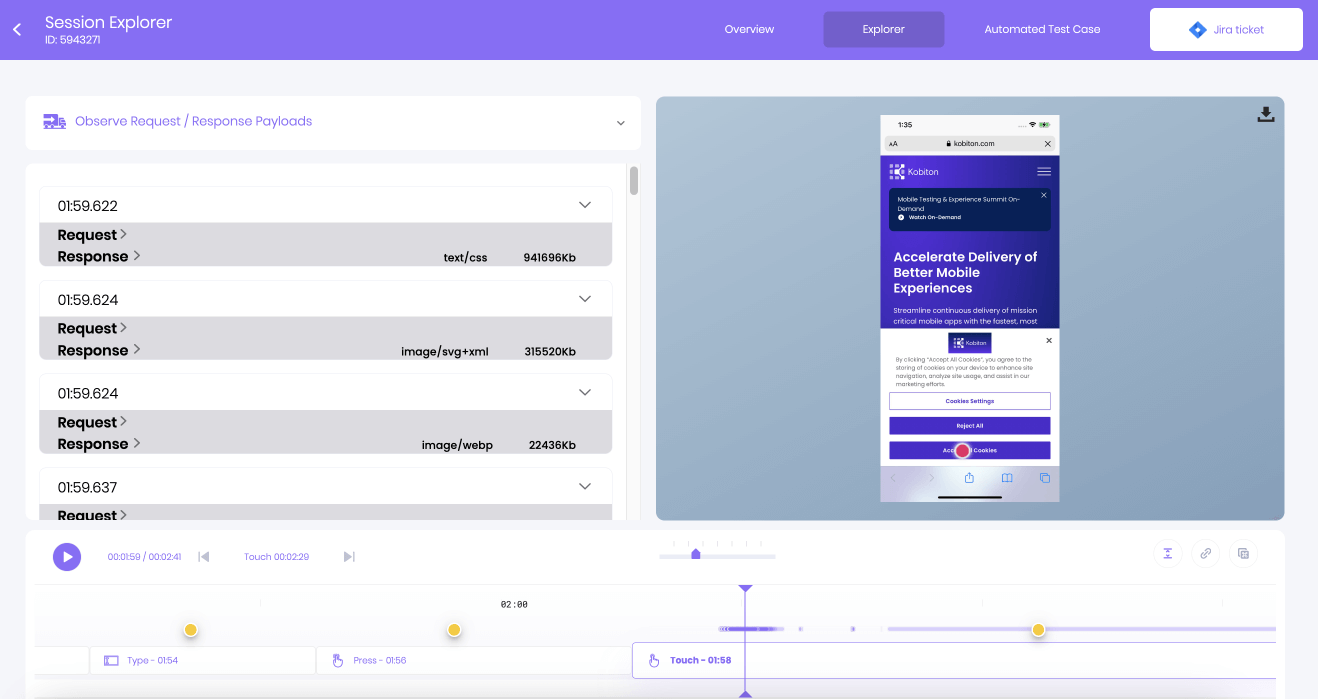 Session Explorer
ID: 5943271
Overview
Explorer
Automated Test Case
Jira ticket
Observe Request / Response Payloads
01:59.622
Request
Response text/css 941696Kb
01:59.624
Request
Response image/svg+xml 315520Kb
01:59.624
Request
Response image/webp 22436Kb
01:59.637
Request
1:35
AA kobiton.com
Kobiton
Mobile Testing & Experience Summit On-
Demand
Watch On-Demand
Accelerate Delivery of
Better Mobile
Experiences
Streamline continuous delivery of mission
critical mobile apps with the fastest, most
Kobiton
By clicking "Accept All Cookies", you agree to the
storing of cookies on your device to enhance site
navigation, analyze site usage, and assist in our
marketing efforts.
Cookies Settings
Reject All
Cookies
00:01:59 / 00:02:41
Touch 00:02:29
02:00
Type - 01:54
Press - 01:56
Touch - 01:58